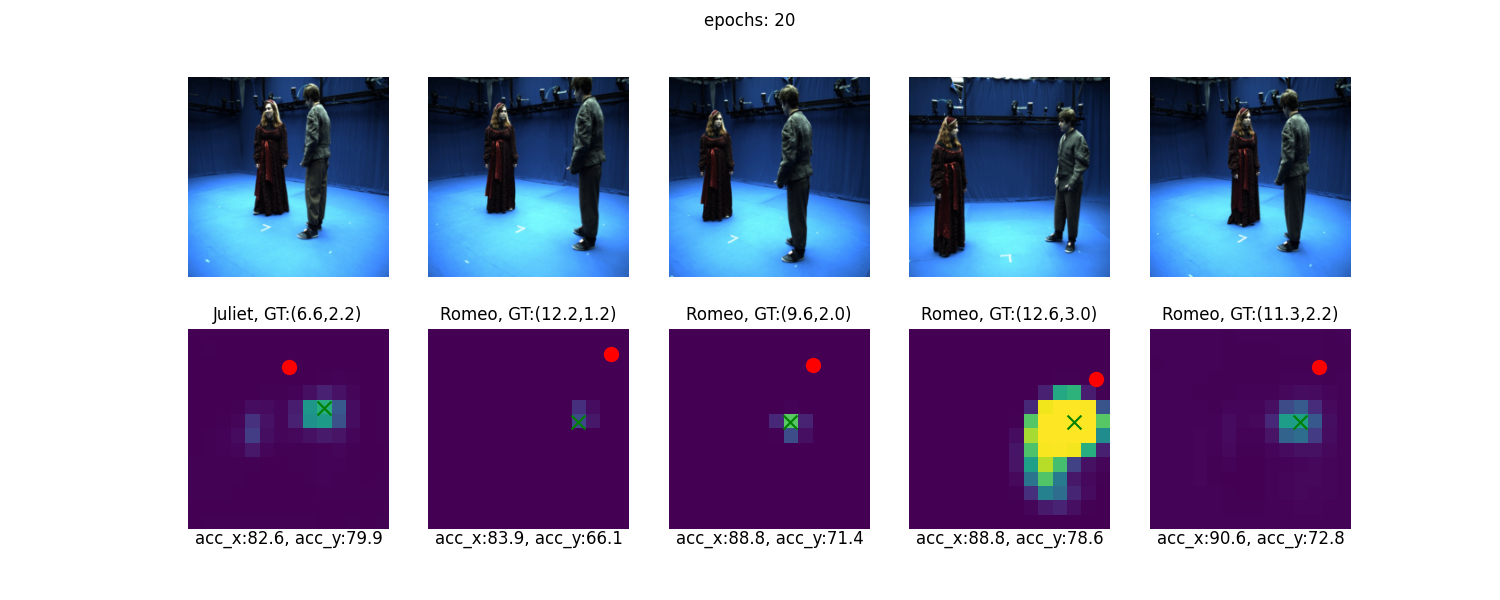 epochs: 20
Juliet, GT:(6.6,2.2)
Romeo, GT:(12.2,1.2)
Romeo, GT:(9.6,2.0)
Romeo, GT:(12.6,3.0)
Romeo, GT:(11.3,2.2)
acc_x:82.6, acc_y:79.9
acc_x:83.9, acc_y:66.1
acc_x:88.8, acc_y:71.4
acc_x:88.8, acc_y:78.6
acc_x:90.6, acc_y:72.8